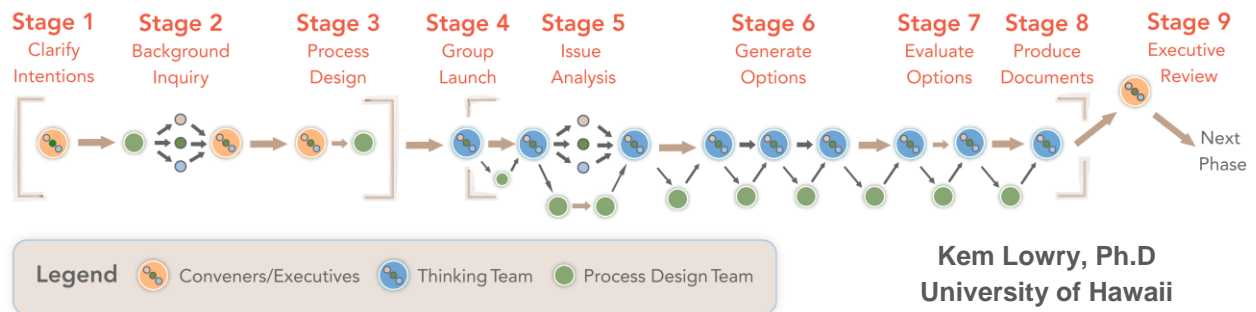 Stage 1
Clarify
Intentions
Stage 2
Background
Inquiry
Stage 3
Process
Design
Stage 4
Group
Launch
Stage 5
Issue
Analysis
Stage 6
Generate
Options
Stage 7
Evaluate
Options
Stage 8
Produce
Documents
Stage 9
Executive
Review
Next
Phase
Legend
Conveners/Executives
Thinking Team
Process Design Team
Kem Lowry, Ph.D
University of Hawaii